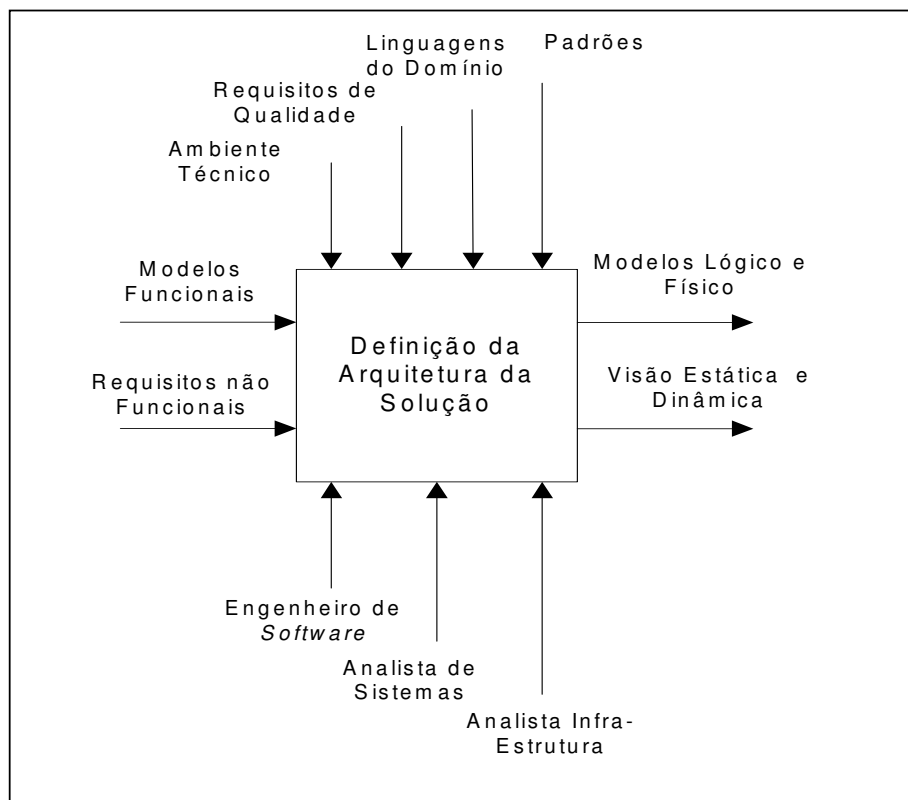 Linguagens
do Domínio
Padrões
Requisitos de
Qualidade
Ambiente
Técnico
Modelos
Funcionais
Modelos Lógico e
Físico
Definição da
Arquitetura da
Solução
Requisitos não
Funcionais
Visão Estática e
Dinâmica
Engenheiro de
Software
Analista de
Sistemas
Analista Infra-
Estrutura